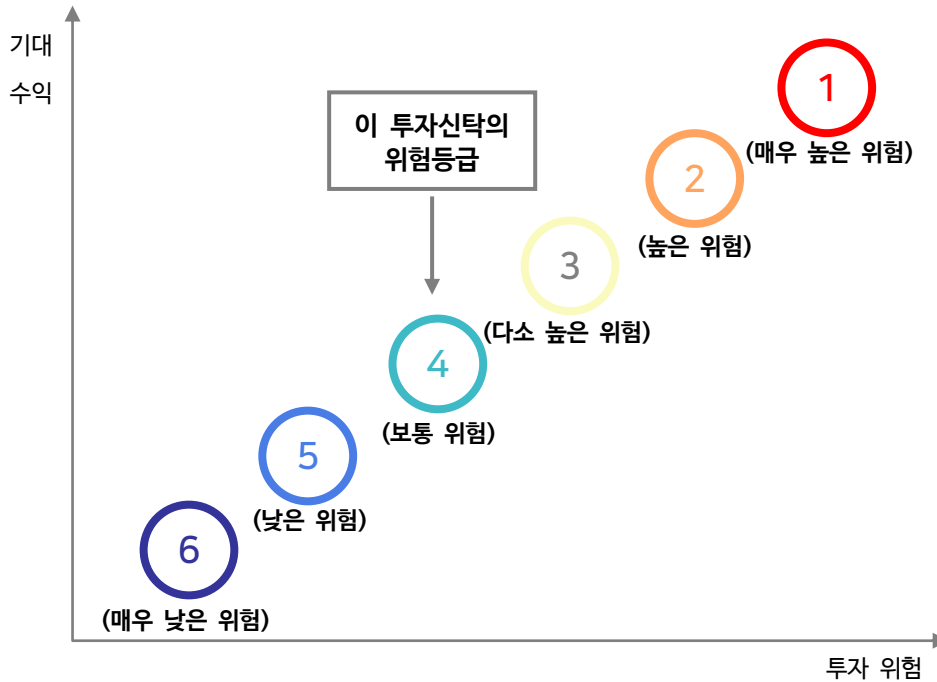 기대
수익
이 투자신탁의
위험등급
1
(매우 높은 위험)
2
(높은 위험)
3
(다소 높은 위험)
4
(보통 위험)
5
(낮은 위험)
6
(매우 낮은 위험)
투자 위험